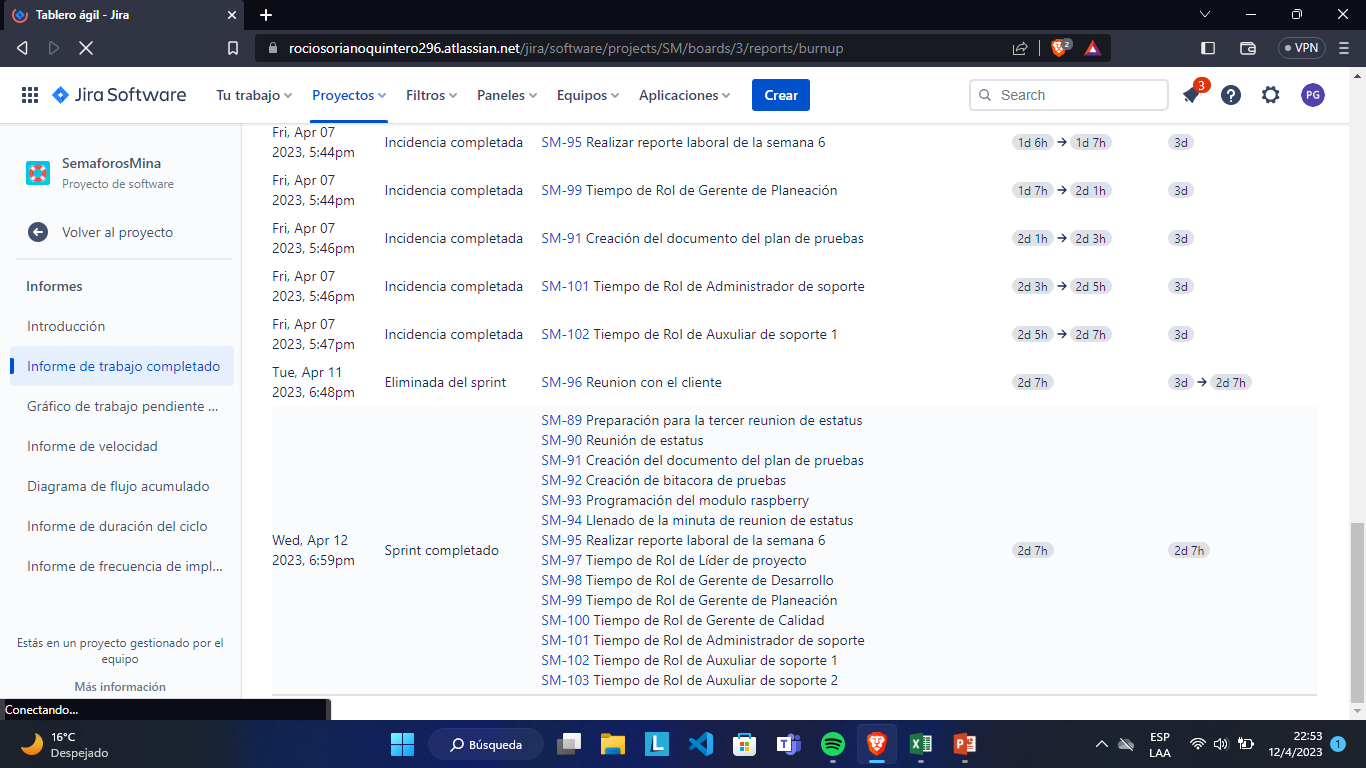 Tablero ágil - Jira
rociosorianoquintero296.atlassian.net/jira/software/projects/SM/boards/3/reports/burnup
2
VPN
Jira Software
Tu trabajo
Proyectos
Filtros
Paneles
Equipos
Aplicaciones
Crear
Search
3
PG
SemaforosMina
Proyecto de software
Volver al proyecto
Informes
Introducción
Informe de trabajo completado
Gráfico de trabajo pendiente ...
Informe de velocidad
Diagrama de flujo acumulado
Informe de duración del ciclo
Informe de frecuencia de impl...
Estás en un proyecto gestionado por el
equipo
Más información
Conectando...
Fri, Apr 07
2023, 5:44pm
Incidencia completada
SM-95 Realizar reporte laboral de la semana 6
1d 6h → 1d 7h
3d
Fri, Apr 07
2023, 5:44pm
Incidencia completada
SM-99 Tiempo de Rol de Gerente de Planeación
1d 7h → 2d 1h
3d
Fri, Apr 07
2023, 5:46pm
Incidencia completada
SM-91 Creación del documento del plan de pruebas
2d 1h → 2d 3h
3d
Fri, Apr 07
2023, 5:46pm
Incidencia completada
SM-101 Tiempo de Rol de Administrador de soporte
2d 3h → 2d 5h
3d
Fri, Apr 07
2023, 5:47pm
Incidencia completada
SM-102 Tiempo de Rol de Auxuliar de soporte 1
2d 5h → 2d 7h
3d
Tue, Apr 11
2023, 6:48pm
Eliminada del sprint
SM-96 Reunion con el cliente
2d 7h
3d → 2d 7h
Wed, Apr 12
2023, 6:59pm
Sprint completado
SM-89 Preparación para la tercer reunion de estatus
SM-90 Reunión de estatus
SM-91 Creación del documento del plan de pruebas
SM-92 Creación de bitacora de pruebas
SM-93 Programación del modulo raspberry
SM-94 Llenado de la minuta de reunion de estatus
SM-95 Realizar reporte laboral de la semana 6
SM-97 Tiempo de Rol de Líder de proyecto
SM-98 Tiempo de Rol de Gerente de Desarrollo
SM-99 Tiempo de Rol de Gerente de Planeación
SM-100 Tiempo de Rol de Gerente de Calidad
SM-101 Tiempo de Rol de Administrador de soporte
SM-102 Tiempo de Rol de Auxuliar de soporte 1
SM-103 Tiempo de Rol de Auxuliar de soporte 2
2d 7h
2d 7h
16°C
Despejado
Búsqueda
L
ESP
LAA
22:53
12/4/2023
1